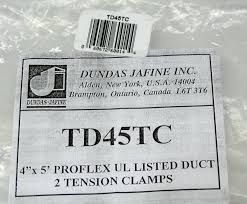 TD45TC
DUNDAS JAFINE INC.
Alden, New York, U.S.A.-14004
Brampton, Ontario, Canada L6T 3T6
DUNDAS-JAFINE
TD45TC
4"x 5' PROFLEX UL LISTED DUCT
2 TENSION CLAMPS